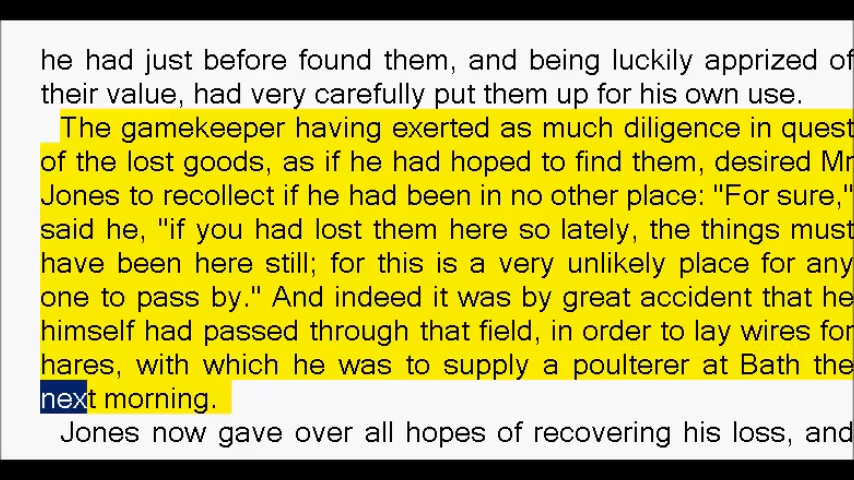 he had just before found them, and being luckily apprized of
their value, had very carefully put them up for his own use.
The gamekeeper having exerted as much diligence in quest
of the lost goods, as if he had hoped to find them, desired Mr
Jones to recollect if he had been in no other place: "For sure,"
said he, "if you had lost them here so lately, the things must
have been here still; for this is a very unlikely place for any
one to pass by." And indeed it was by great accident that he
himself had passed through that field, in order to lay wires for
hares, with which he was to supply a poulterer at Bath the
next morning.
Jones now gave over all hopes of recovering his loss, and